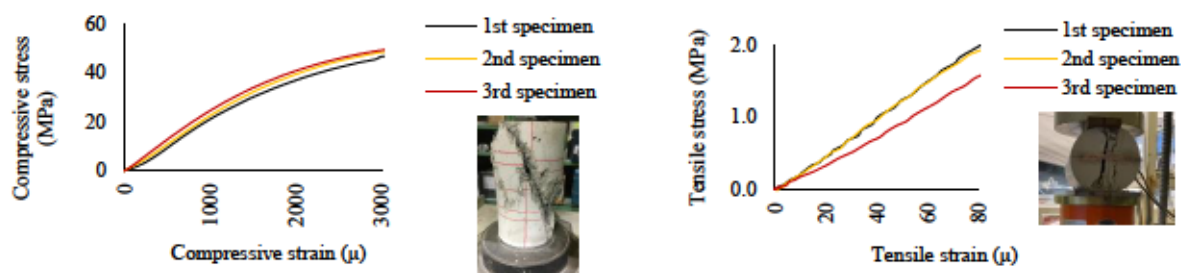 Compressive stress
(MPa)
60
40
20
0
0
1000
2000
3000
Compressive strain (μ)
1st specimen
2nd specimen
3rd specimen
Tensile stress (MPa)
2.0
1.0
0.0
0
20
40
60
80
Tensile strain (μ)
1st specimen
2nd specimen
3rd specimen